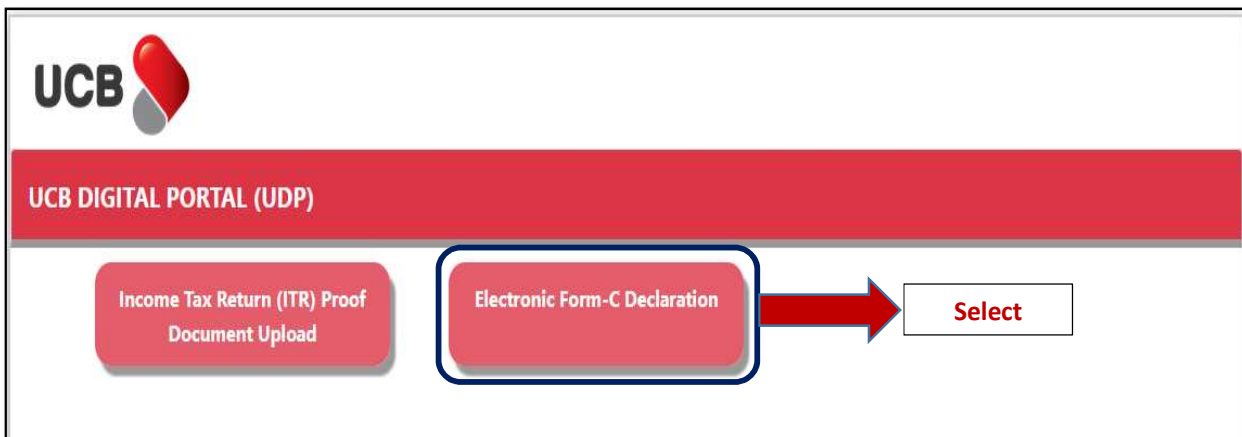 UCB
UCB DIGITAL PORTAL (UDP)
Income Tax Return (ITR) Proof
Document Upload
Electronic Form-C Declaration
Select